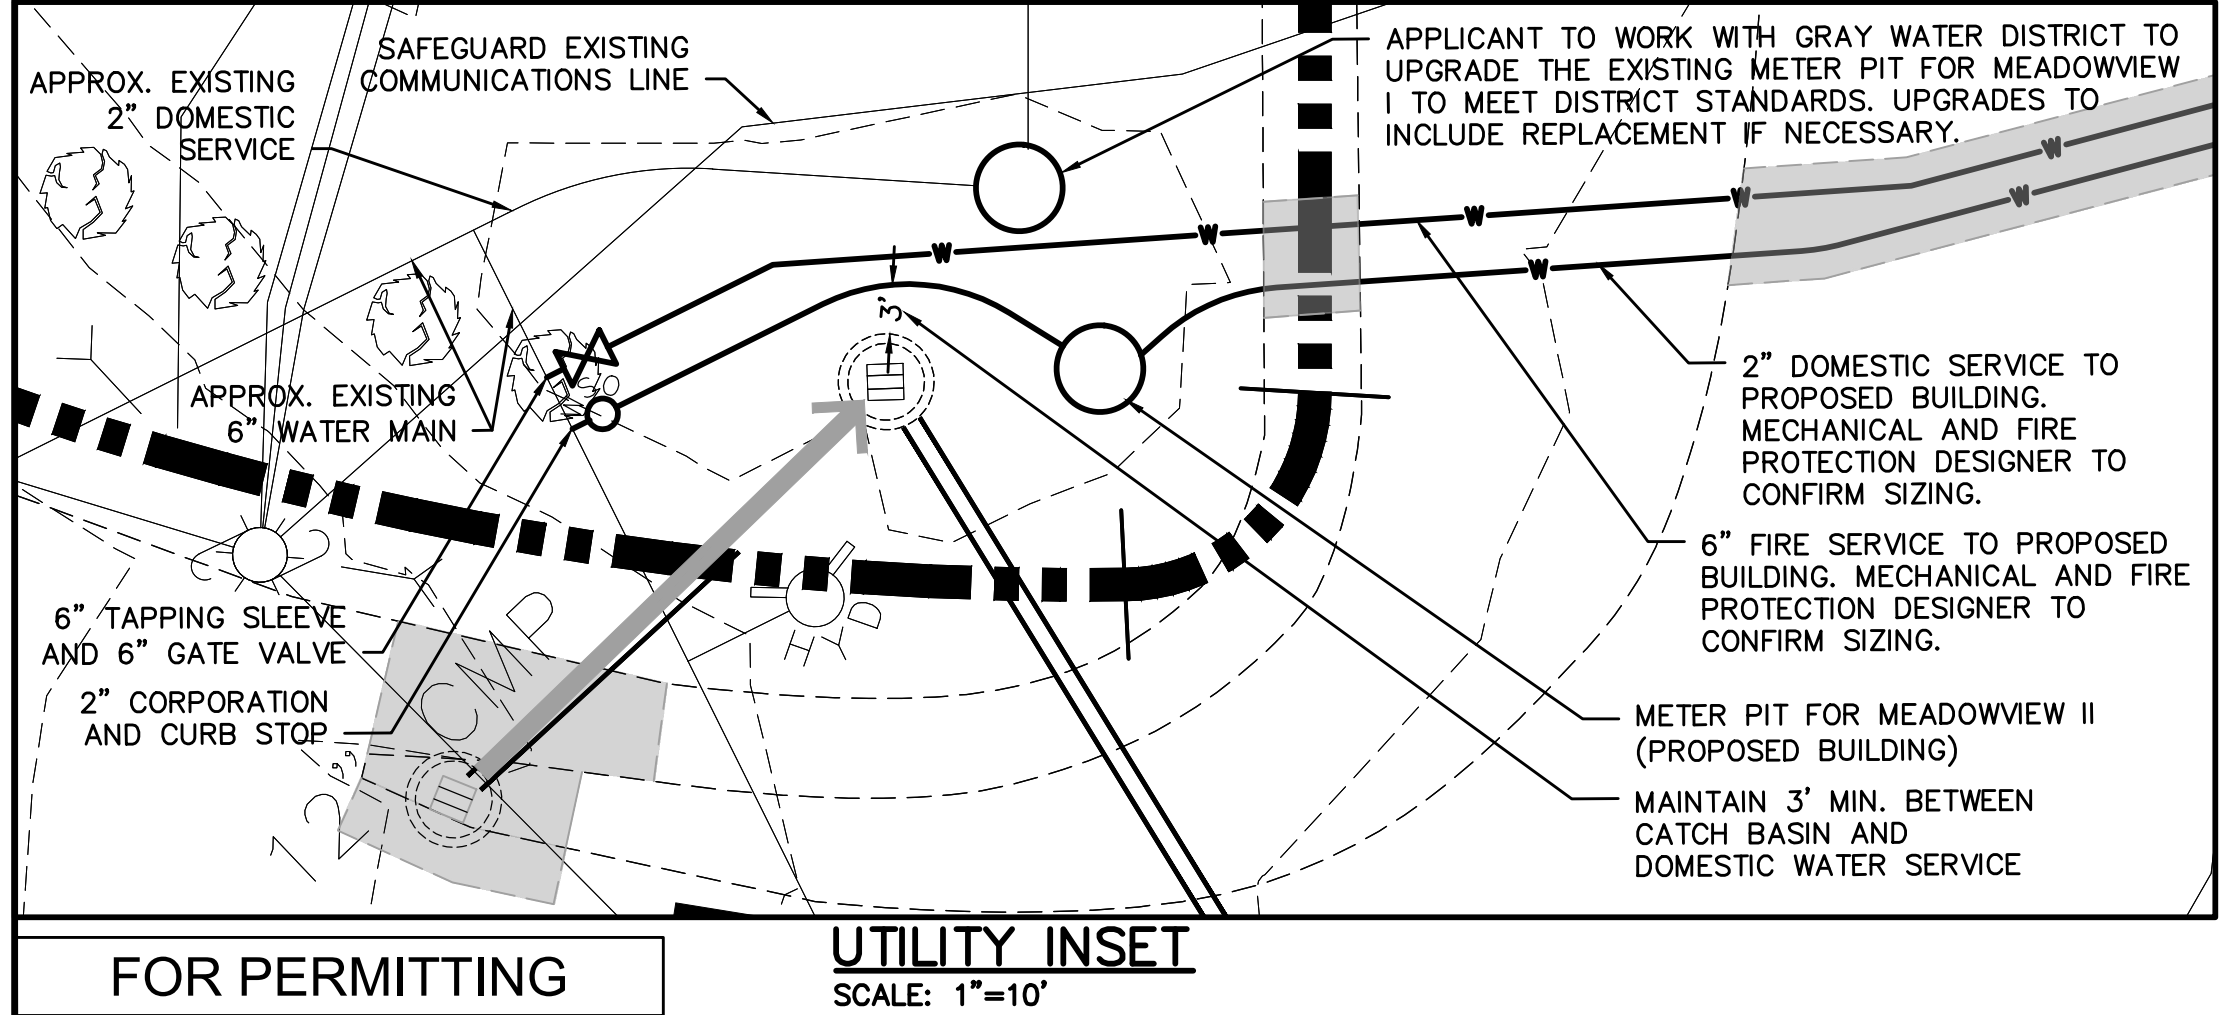 SAFEGUARD EXISTING
COMMUNICATIONS LINE
APPROX. EXISTING
2" DOMESTIC
SERVICE
APPLICANT TO WORK WITH GRAY WATER DISTRICT TO
UPGRADE THE EXISTING METER PIT FOR MEADOWVIEW
I TO MEET DISTRICT STANDARDS. UPGRADES TO
INCLUDE REPLACEMENT IF NECESSARY.
W
W
W
W
W
W
W
3'
APPROX. EXISTING
6" WATER MAIN
SO
2" DOMESTIC SERVICE TO
PROPOSED BUILDING.
MECHANICAL AND FIRE
PROTECTION DESIGNER TO
CONFIRM SIZING.
6" FIRE SERVICE TO PROPOSED
BUILDING. MECHANICAL AND FIRE
PROTECTION DESIGNER TO
CONFIRM SIZING.
6" TAPPING SLEEVE
AND 6" GATE VALVE
2" CORPORATION
AND CURB STOP
12" CMP
HYD
METER PIT FOR MEADOWVIEW II
(PROPOSED BUILDING)
MAINTAIN 3' MIN. BETWEEN
CATCH BASIN AND
DOMESTIC WATER SERVICE
FOR PERMITTING
UTILITY INSET
SCALE: 1"=10'